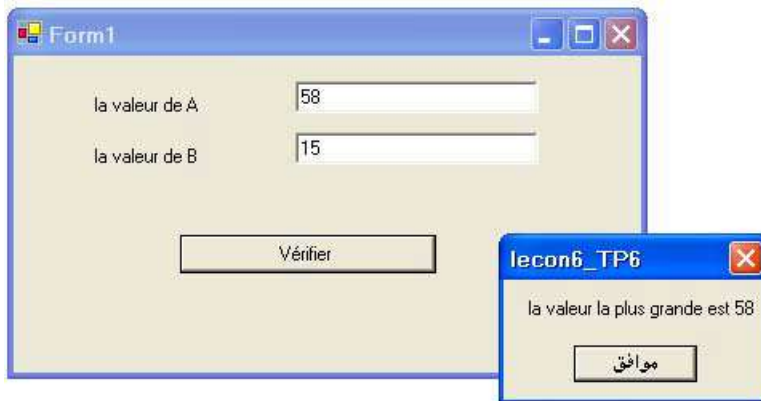 Form1
la valeur de A
58
la valeur de B
15
Vérifier
lecon6_TP6
la valeur la plus grande est 58
موافق